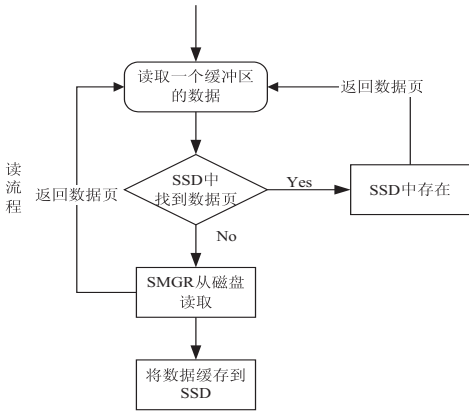 读取一个缓冲区
的数据
返回数据页
读
流
程
返回数据页
SSD中
找到数据页
Yes
SSD中存在
No
SMGR从磁盘
读取
将数据缓存到
SSD